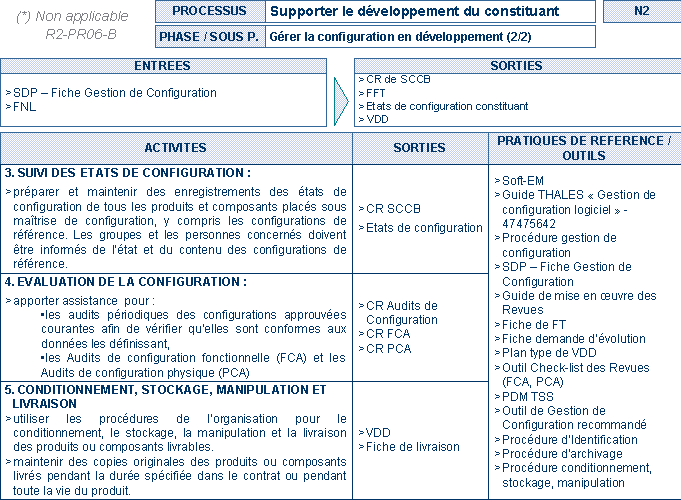 (*) Non applicable
R2-PR06-B
PROCESSUS
Supporter le développement du constituant
N2
PHASE / SOUS P.
Gérer la configuration en développement (2/2)
ENTREES
>SDP – Fiche Gestion de Configuration
>FNL
SORTIES
>CR de SCCB
>FFT
>Etats de configuration constituant
>VDD
ACTIVITES
SORTIES
PRATIQUES DE REFERENCE /
OUTILS
3. SUIVI DES ETATS DE CONFIGURATION :
>préparer et maintenir des enregistrements des états de
configuration de tous les produits et composants placés sous
maîtrise de configuration, y compris les configurations de
référence. Les groupes et les personnes concernés doivent
être informés de l'état et du contenu des configurations de
référence.
>CR SCCB
>Etats de configuration
4. EVALUATION DE LA CONFIGURATION :
>apporter assistance pour :
•les audits périodiques des configurations approuvées
courantes afin de vérifier qu'elles sont conformes aux
données les définissant,
•les Audits de configuration fonctionnelle (FCA) et les
Audits de configuration physique (PCA)
>CR Audits de
Configuration
>CR FCA
>CR PCA
5. CONDITIONNEMENT, STOCKAGE, MANIPULATION ET
LIVRAISON
>utiliser les procédures de l'organisation pour le
conditionnement, le stockage, la manipulation et la livraison
des produits ou composants livrables.
>maintenir des copies originales des produits ou composants
livrés pendant la durée spécifiée dans le contrat ou pendant
toute la vie du produit.
>VDD
>Fiche de livraison
>Soft-EM
>Guide THALES « Gestion de
configuration logiciel » -
47475642
>Procédure gestion de
configuration
>SDP – Fiche Gestion de
Configuration
>Guide de mise en œuvre des
Revues
>Fiche de FT
>Fiche demande d'évolution
>Plan type de VDD
>Outil Check-list des Revues
(FCA, PCA)
>PDM TSS
>Outil de Gestion de
Configuration recommandé
>Procédure d'Identification
>Procédure d'archivage
>Procédure conditionnement,
stockage, manipulation